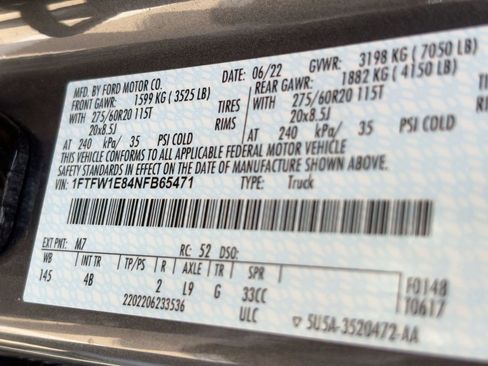 MFD. BY FORD MOTOR CO.
DATE: 06/22 GVWR: 3198 KG ( 7050 LB)
FRONT GAWR: 1599 KG ( 3525 LB) REAR GAWR: 1882 KG ( 4150 LB)
WITH 275/60R20 115T TIRES WITH 275/60R20 115T
20x8.5J RIMS 20x8.5J
AT 240 kPa/ 35 PSI COLD AT 240 kPa/ 35 PSI COLD
THIS VEHICLE CONFORMS TO ALL APPLICABLE FEDERAL MOTOR VEHICLE
SAFETY STANDARDS IN EFFECT ON THE DATE OF MANUFACTURE SHOWN ABOVE.
VIN: 1FTFW1E84NFB65471 TYPE: Truck
EXT PNT: M7 RC: 52 DSO:
WB INT TR TP/PS R AXLE TR SPR F0148
145 4B 2 L9 G 33CC T0617
2202206233536 ULC ▽ 5U5A-3520472-AA